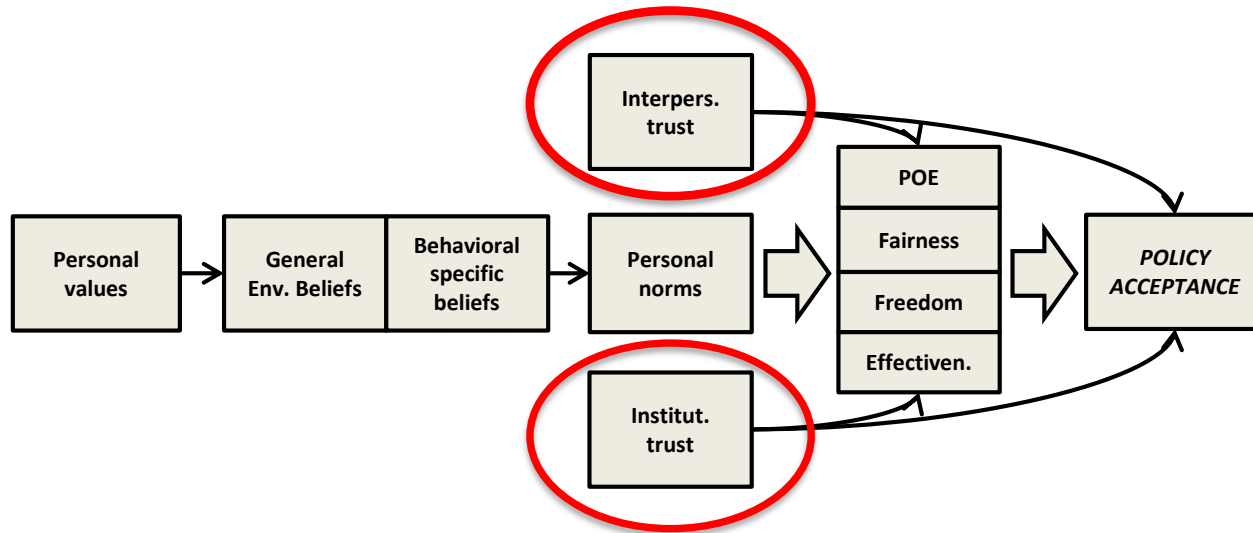 Interpers.
trust
POE
Fairness
Freedom
Effectiven.
Personal
values
General
Env. Beliefs
Behavioral
specific
beliefs
Personal
norms
POLICY
ACCEPTANCE
Institut.
trust